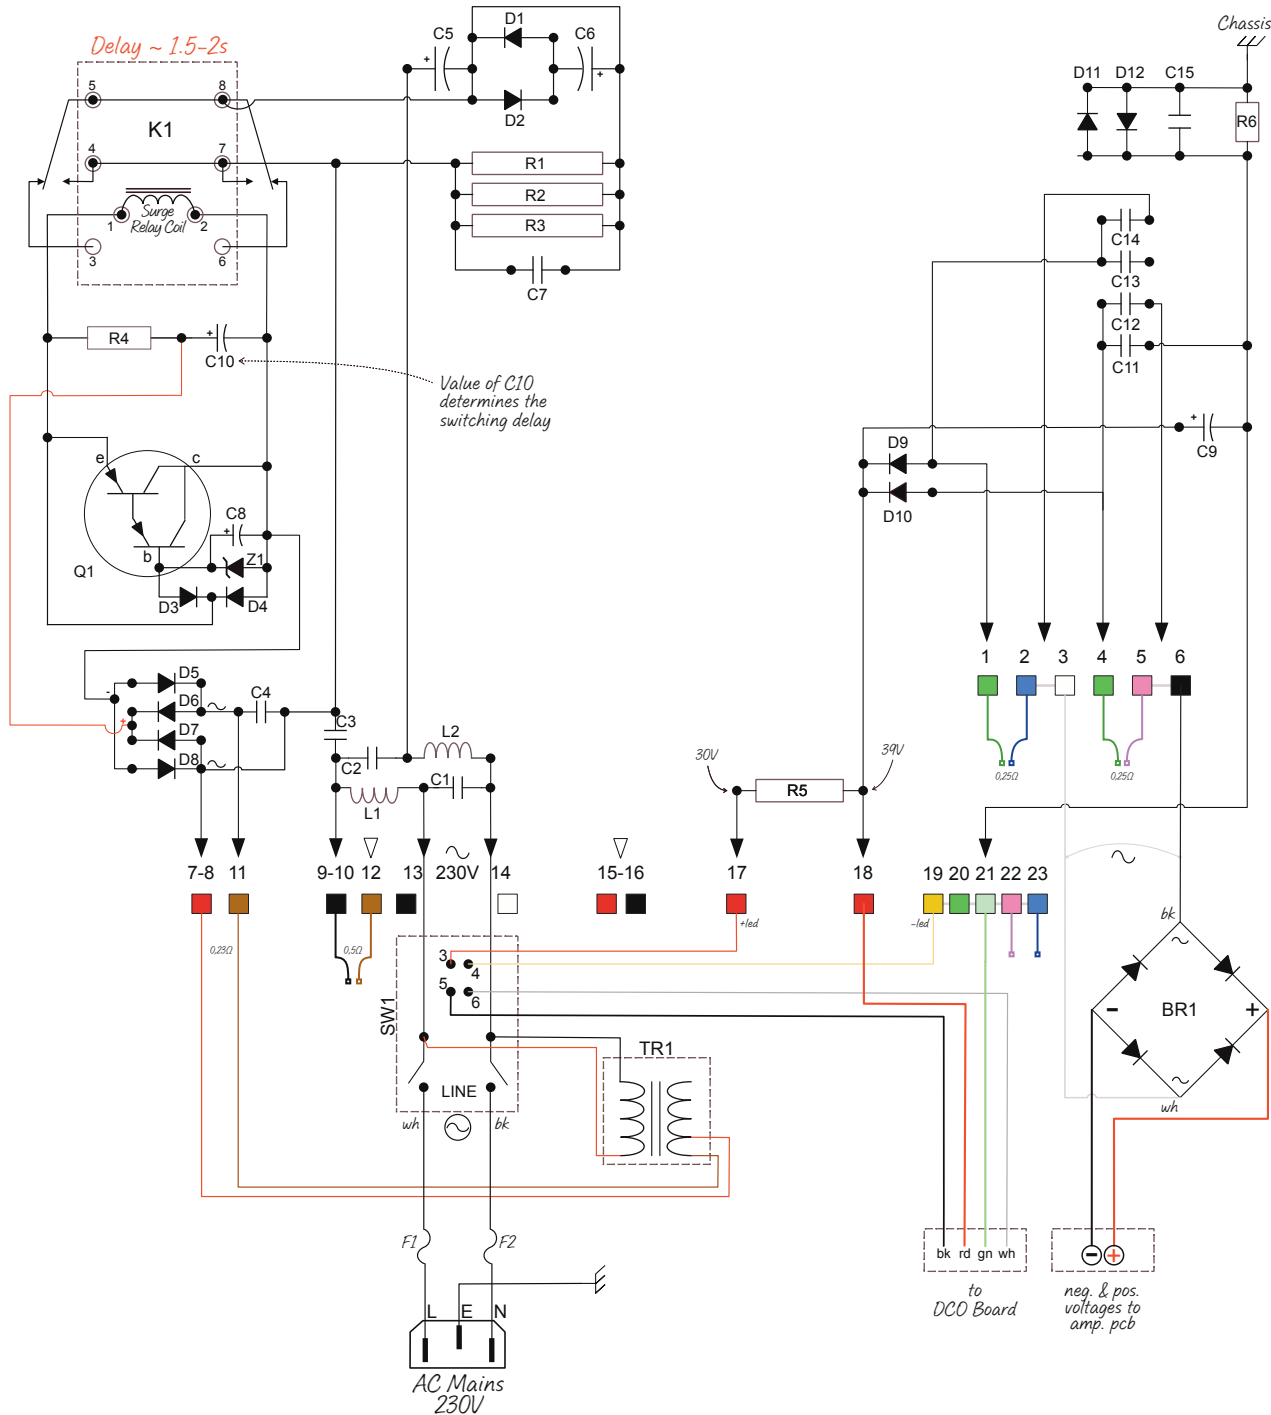 Chassis
Delay ~ 1.5-2s
C5
D1
C6
+
+
D2
D11 D12 C15
R6
5
8
K1
4
7
R1
R2
R3
C7
1
Surge
Relay Coil
2
3
6
C14
C13
C12
C11
R4
+
C10
Value of C10
determines the
switching delay
+
C9
D9
D10
e
c
C8
+
b
Z1
Q1
D3
D4
D5
-
D6
+
D7
D8
C4
C3
C2
L2
C1
L1
30V
R5
39V
1 2 3 4 5 6
0,25Ω
0,25Ω
7-8 11 9-10 12 13 230V 14 15-16 17 18 19 20 21 22 23
0,23Ω
0,5Ω
+led
-led
3
4
5
6
SW1
LINE
wh
bk
TR1
bk
-
BR1
+
wh
F1
F2
bk rd gn wh
- +
to
DCO Board
neg. & pos.
voltages to
amp. pcb
L E N
AC Mains
230V